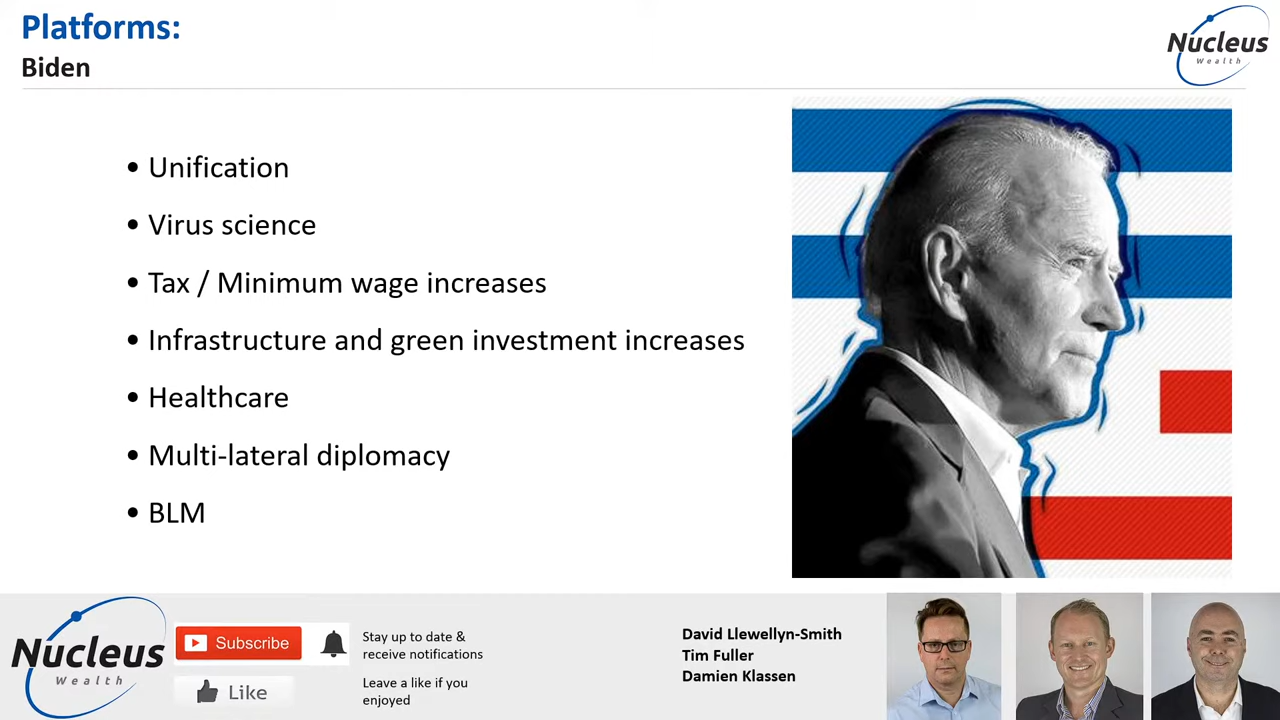 Platforms:
Biden
Nucleus
Wealth
• Unification
• Virus science
• Tax / Minimum wage increases
• Infrastructure and green investment increases
• Healthcare
• Multi-lateral diplomacy
• BLM
Nucleus
Wealth
Subscribe
Like
Stay up to date &
receive notifications
Leave a like if you
enjoyed
David Llewellyn-Smith
Tim Fuller
Damien Klassen